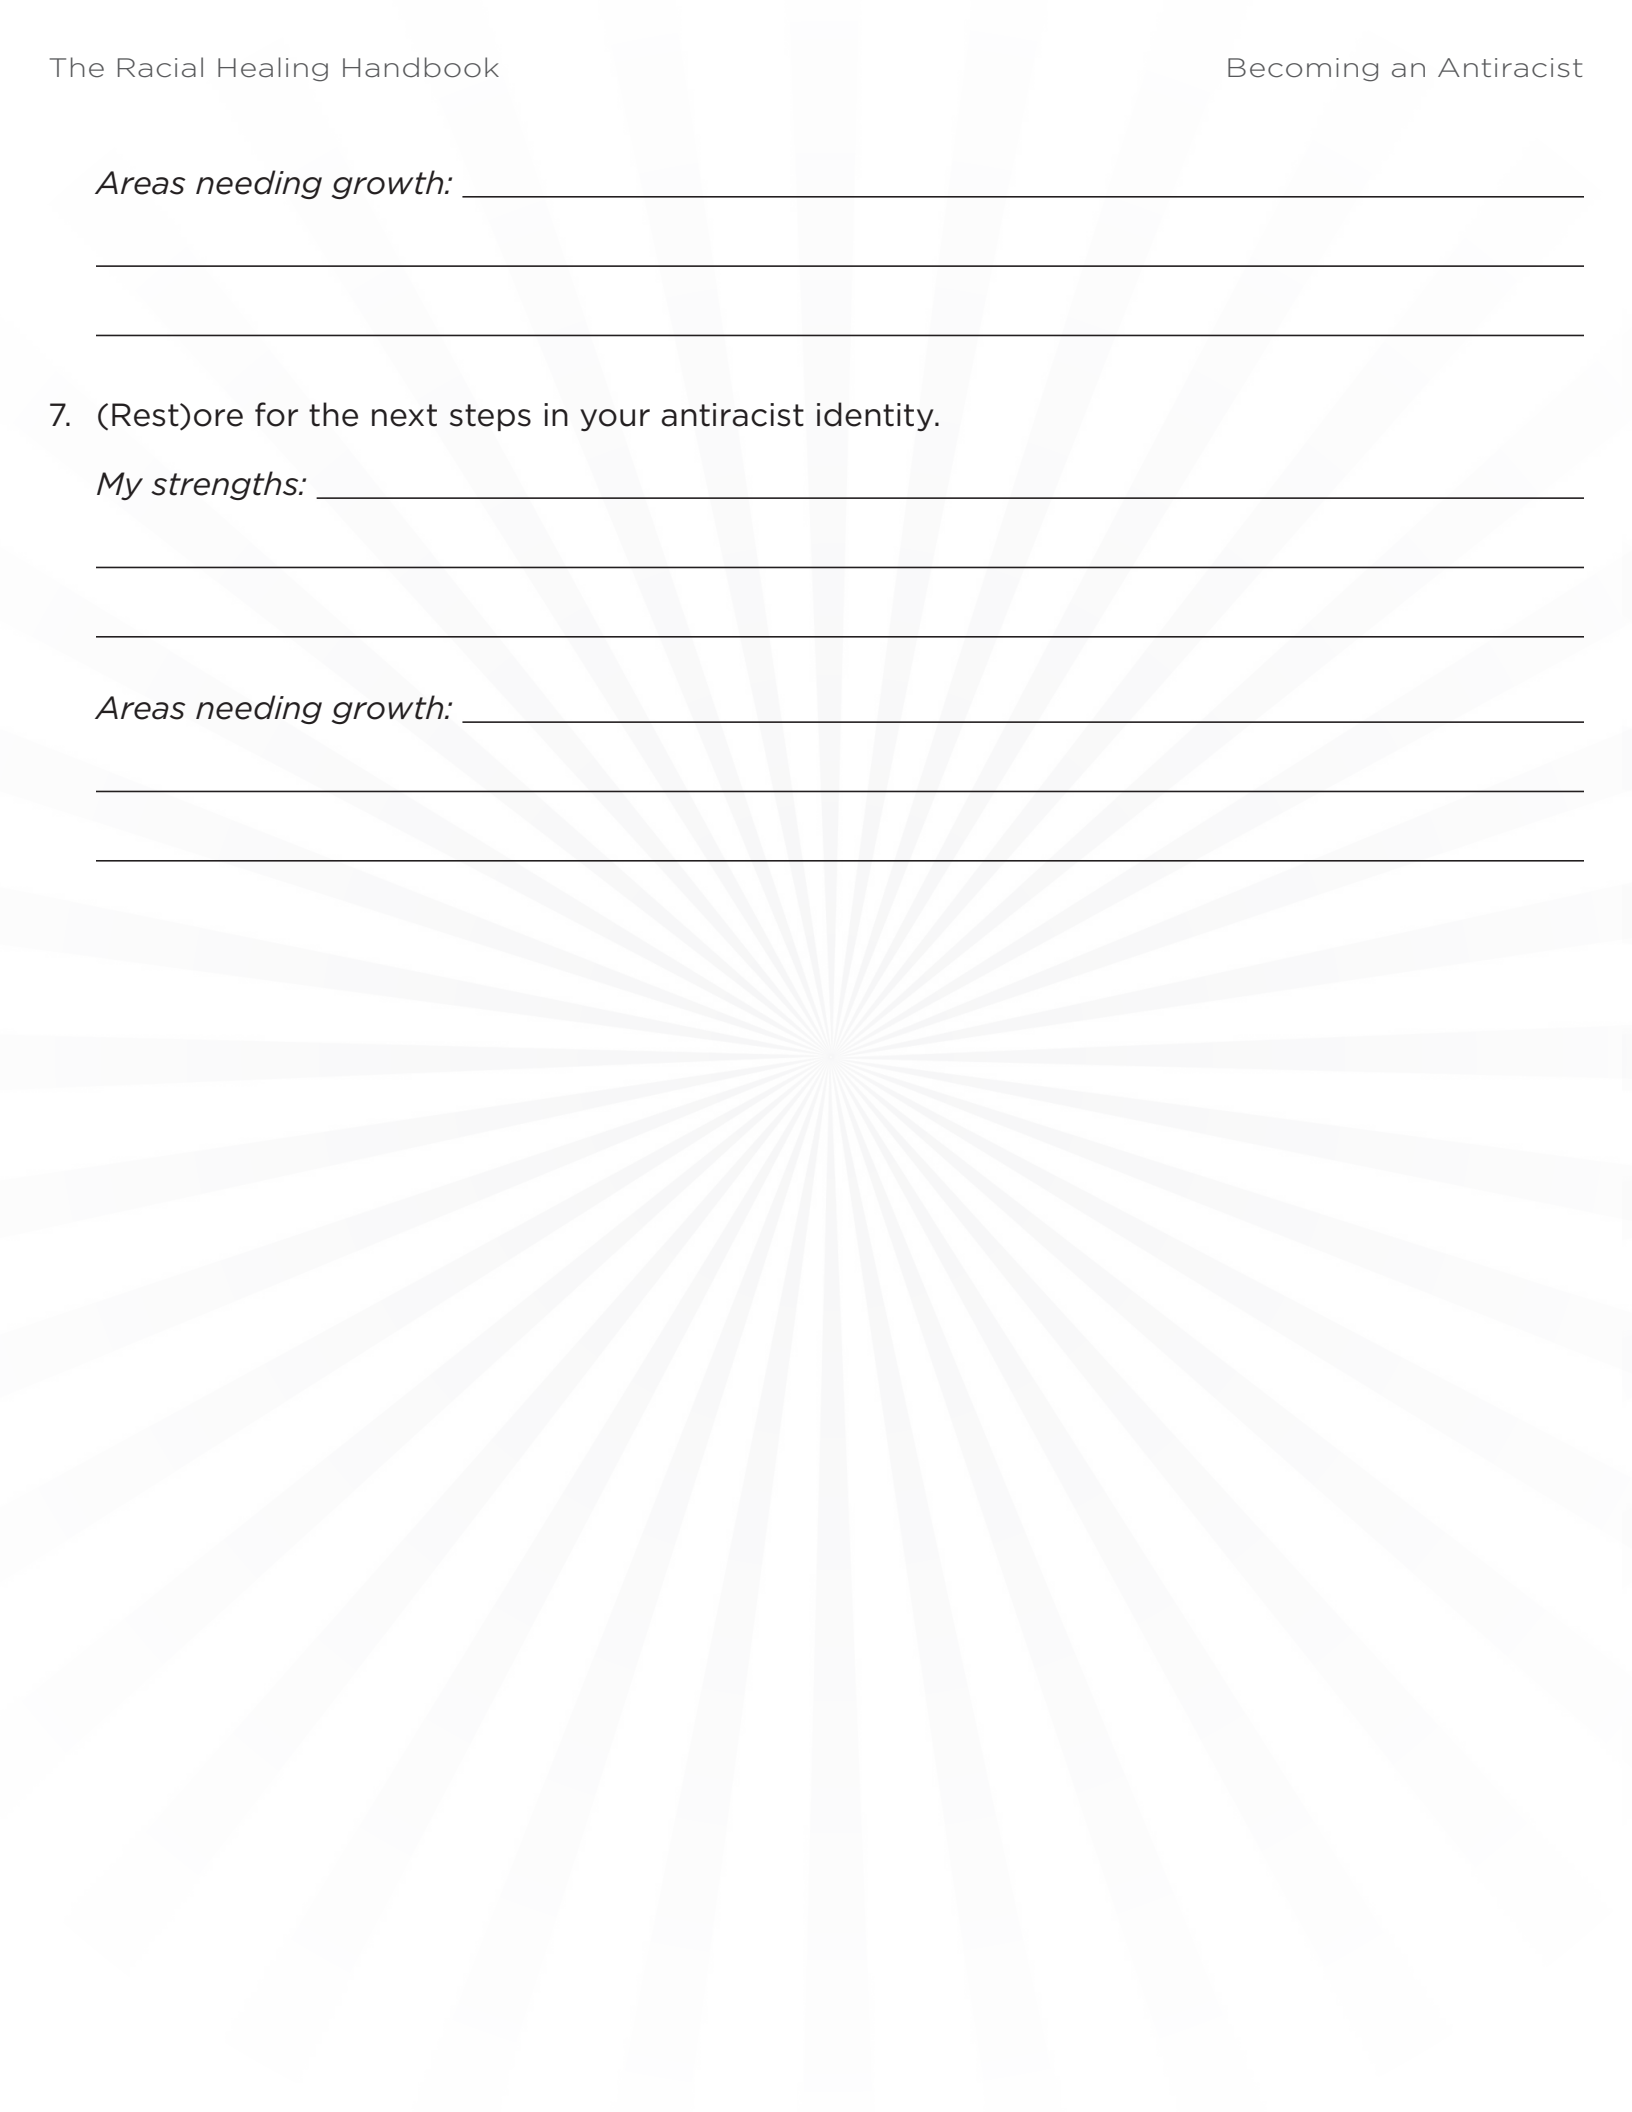 The Racial Healing Handbook
Becoming an Antiracist
Areas needing growth:
7. (Rest)ore for the next steps in your antiracist identity.
My strengths:
Areas needing growth: